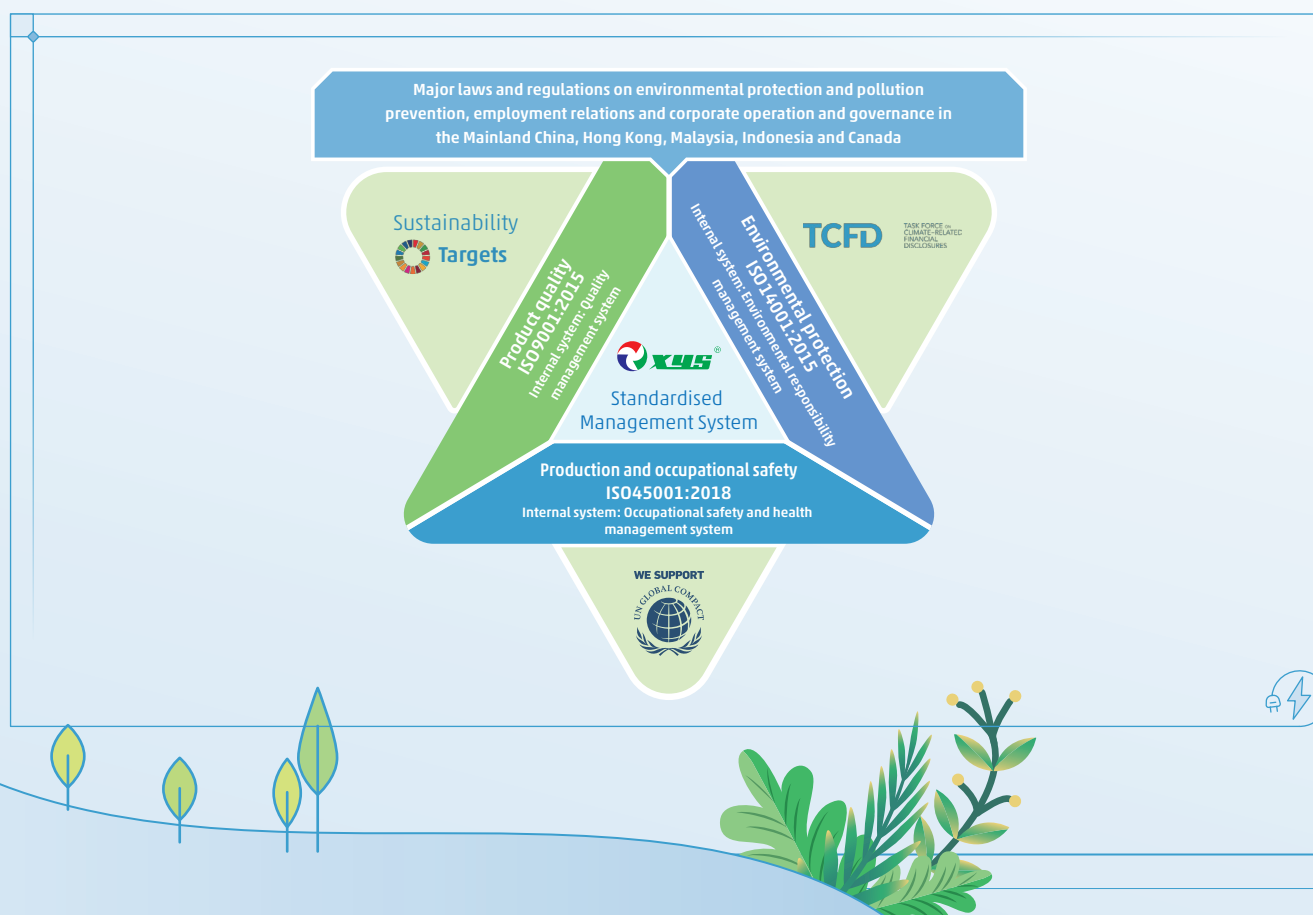 Major laws and regulations on environmental protection and pollution
prevention, employment relations and corporate operation and governance in
the Mainland China, Hong Kong, Malaysia, Indonesia and Canada
Sustainability
Targets
Product quality
ISO9001:2015
Internal system: Quality
management system
Environmental protection
ISO14001:2015
Internal system: Environmental responsibility
management system
TCFD
TASK FORCE ON
CLIMATE-RELATED
FINANCIAL
DISCLOSURES
XYS®
Standardised
Management System
Production and occupational safety
ISO45001:2018
Internal system: Occupational safety and health
management system
WE SUPPORT
UN GLOBAL COMPACT